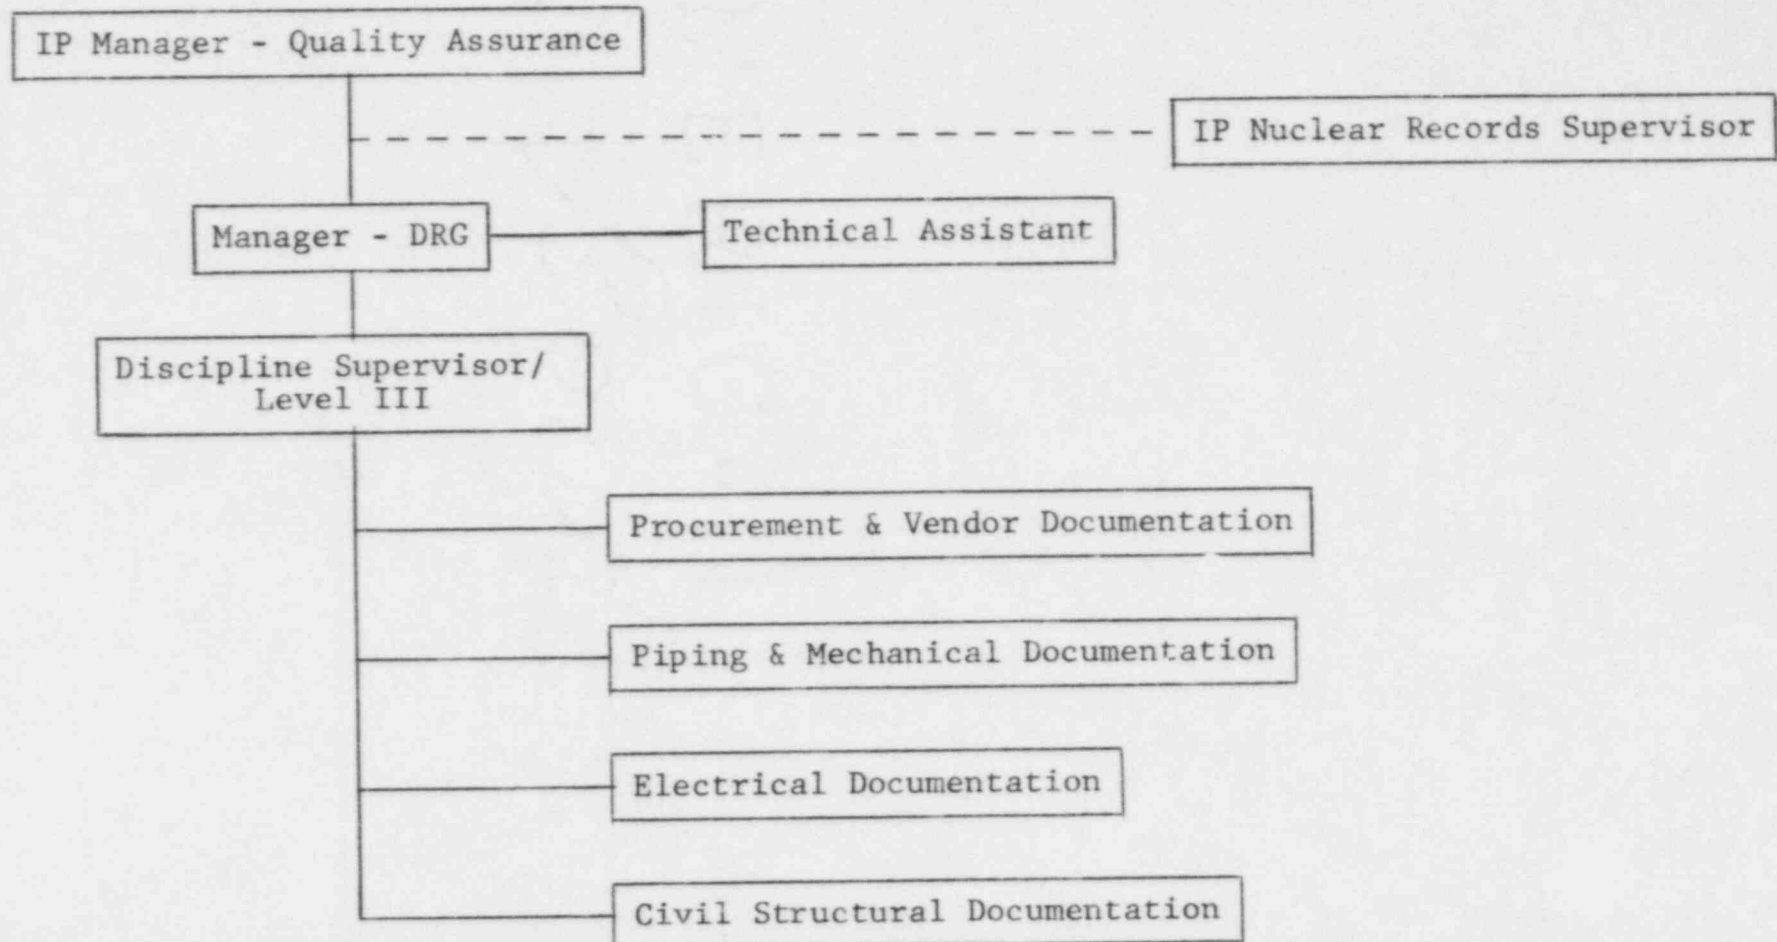 IP Manager - Quality Assurance
IP Nuclear Records Supervisor
Manager - DRG
Technical Assistant
Discipline Supervisor/
Level III
Procurement & Vendor Documentation
Piping & Mechanical Documentation
Electrical Documentation
Civil Structural Documentation